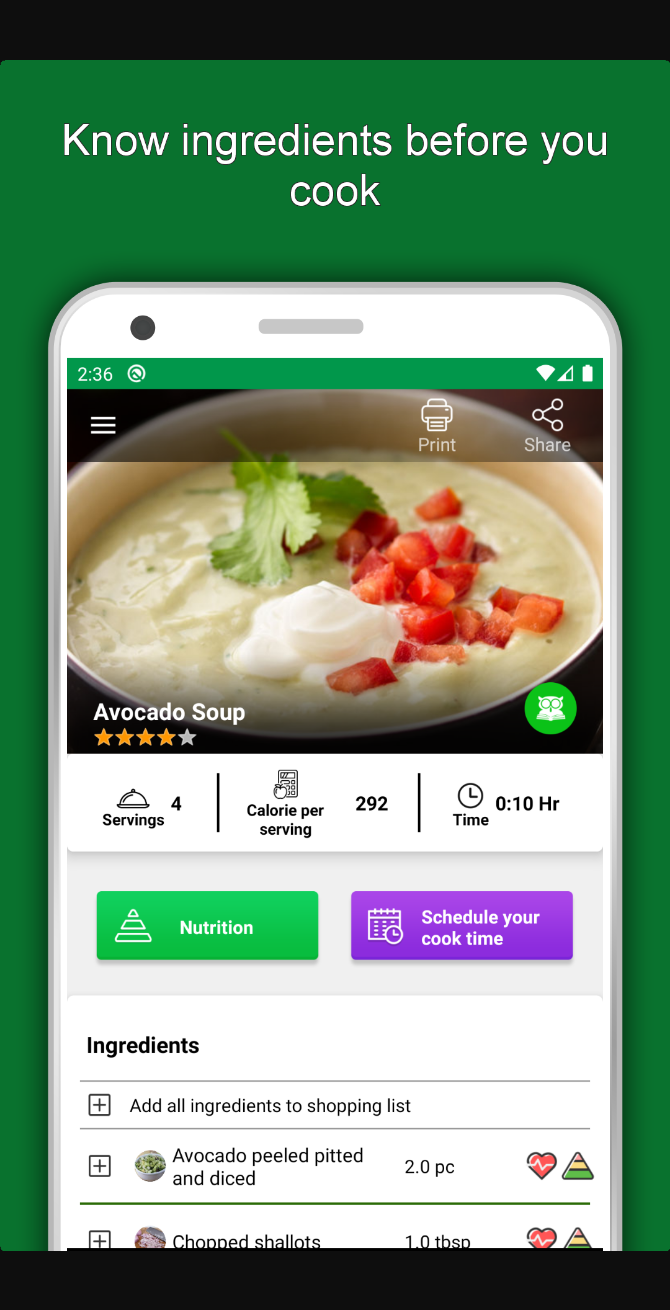 Know ingredients before you
cook
2:36
Print
Share
Avocado Soup
Servings
4
Calorie per
serving
292
Time
0:10 Hr
Nutrition
Schedule your
cook time
Ingredients
Add all ingredients to shopping list
Avocado peeled pitted
and diced
2.0 pc
Chopped shallots
1.0 tbsp